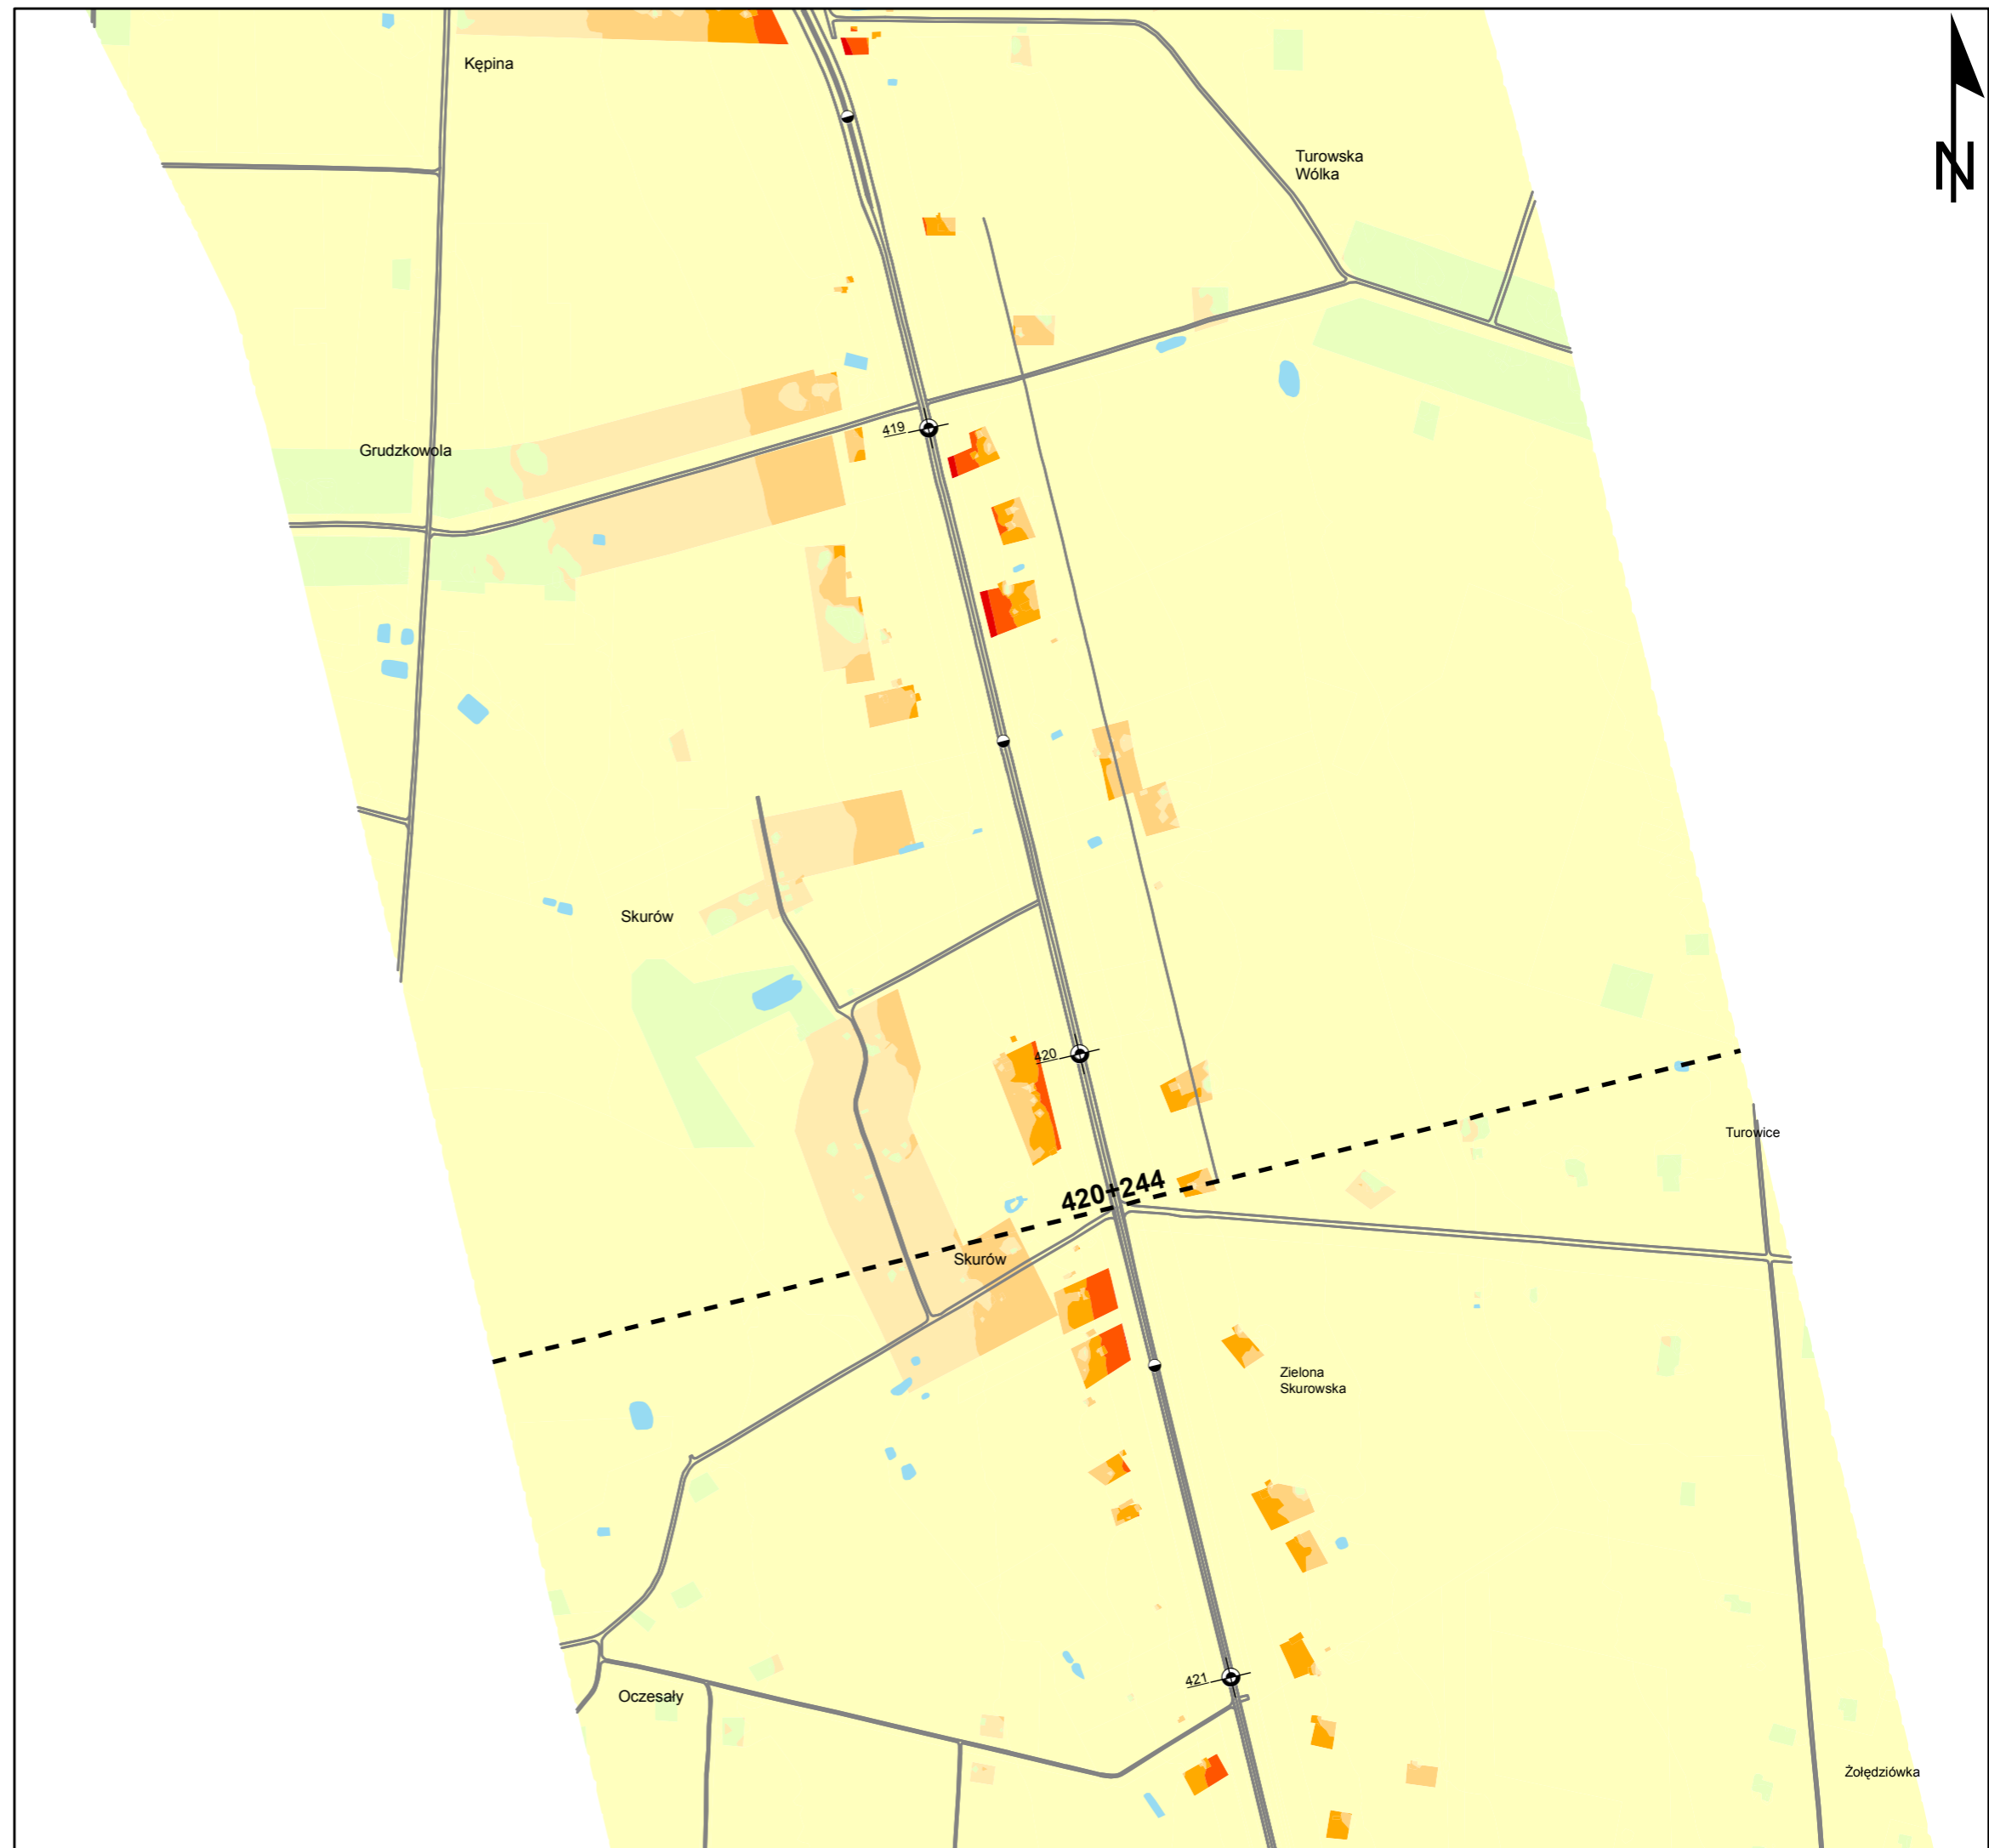 Kępina
N
Turowska
Wólka
419
Grudzkowola
Skurów
420
Turowice
420+244
Skurów
Zielona
Skurowska
421
Oczesały
Żołędziówka